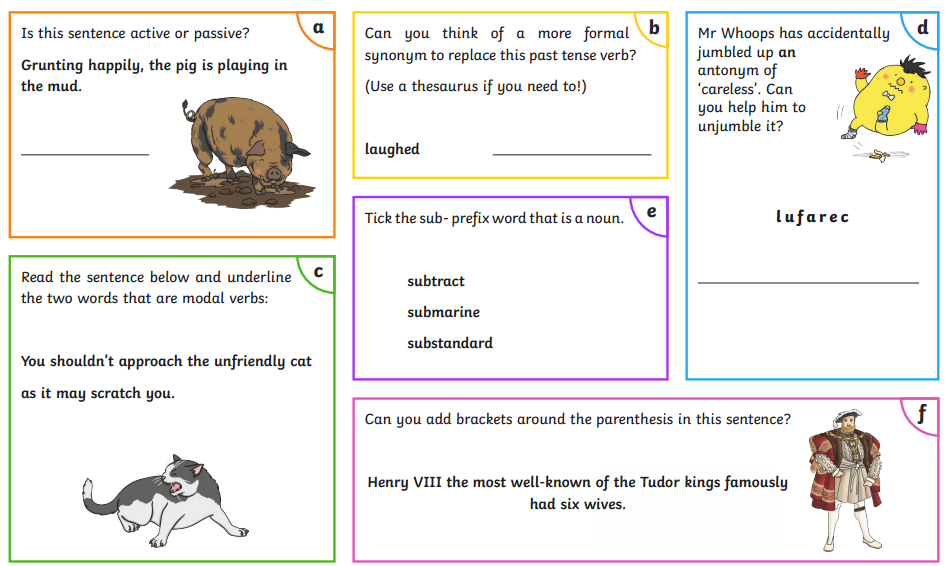 a
Is this sentence active or passive?
Grunting happily, the pig is playing in
the mud.
b
Can you think of a more formal
synonym to replace this past tense verb?
(Use a thesaurus if you need to!)
laughed
c
Read the sentence below and underline
the two words that are modal verbs:
You shouldn’t approach the unfriendly cat
as it may scratch you.
d
Mr Whoops has accidentally
jumbled up an
antonym of
‘careless’. Can
you help him to
unjumble it?
lufarec
e
Tick the sub- prefix word that is a noun.
subtract
submarine
substandard
f
Can you add brackets around the parenthesis in this sentence?
Henry VIII the most well-known of the Tudor kings famously
had six wives.